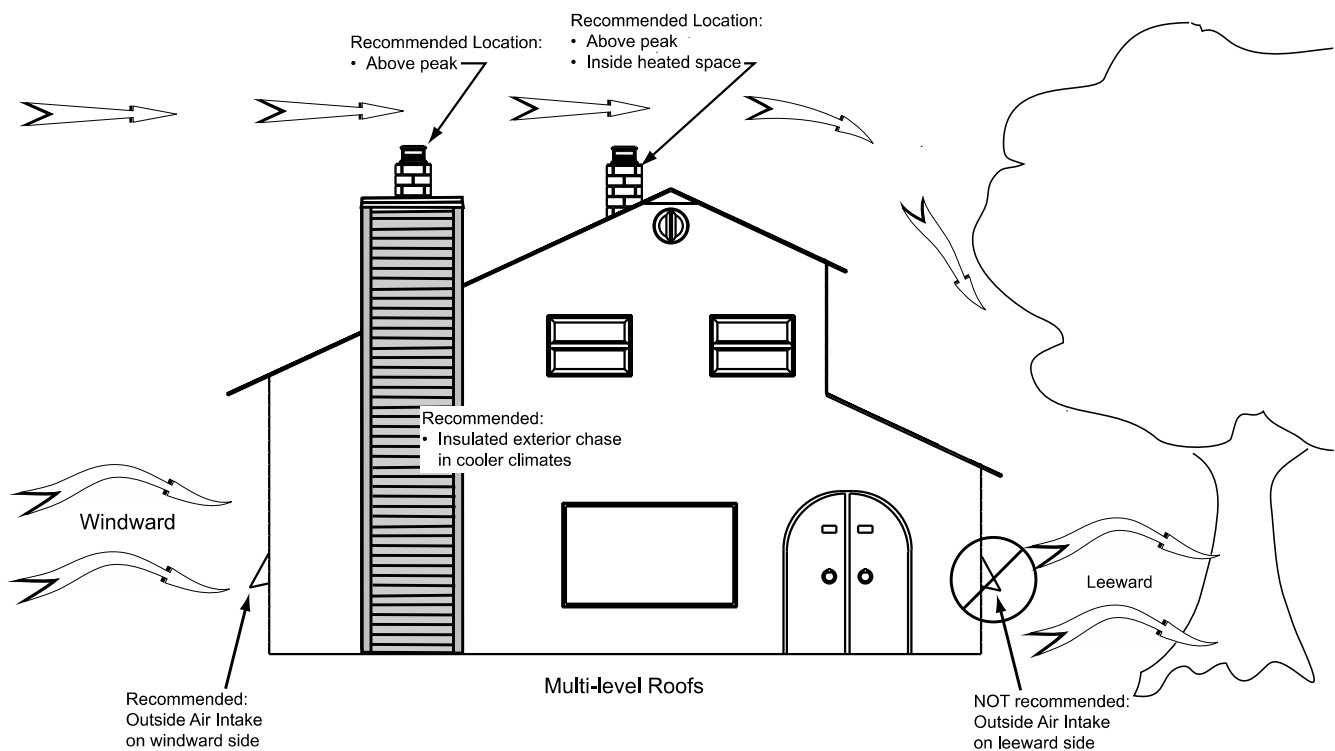 Recommended Location:
• Above peak
Recommended Location:
• Above peak
• Inside heated space
Recommended:
• Insulated exterior chase
in cooler climates
Windward
Leeward
Recommended:
Outside Air Intake
on windward side
Multi-level Roofs
NOT recommended:
Outside Air Intake
on leeward side